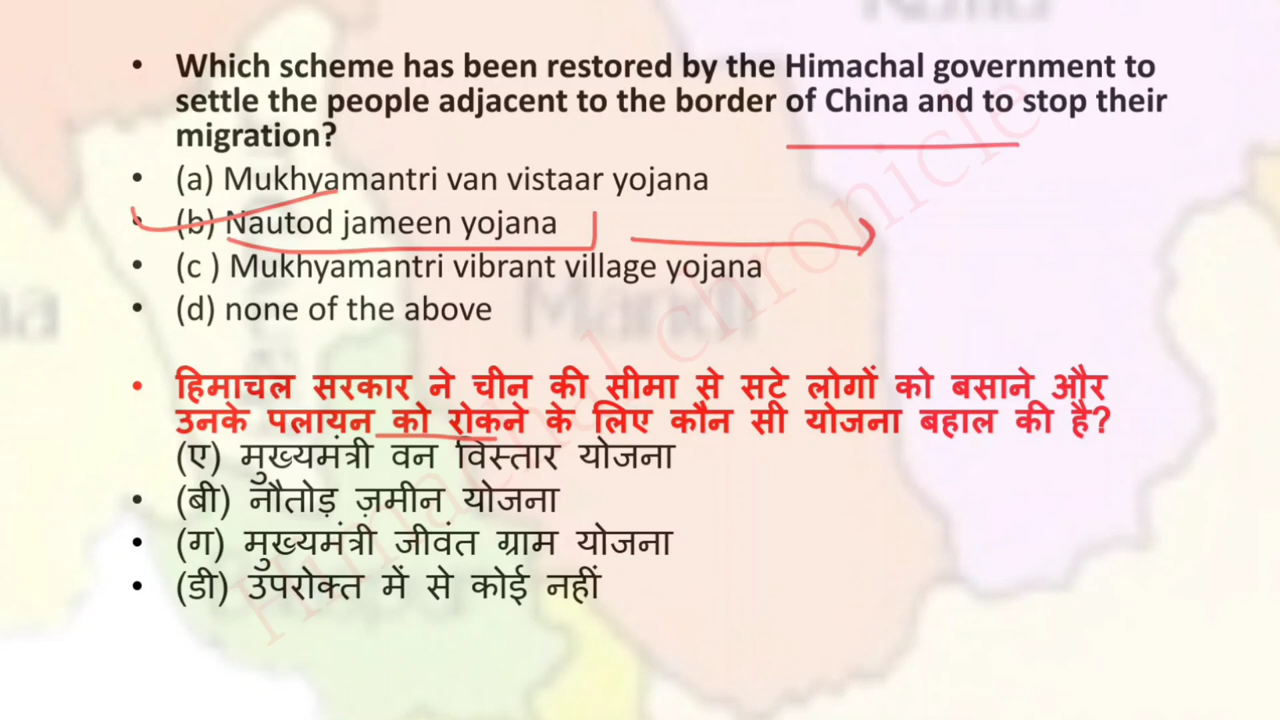 • Which scheme has been restored by the Himachal government to
settle the people adjacent to the border of China and to stop their
migration?
• (a) Mukhyamantri van vistaar yojana
• (b) Nautod jameen yojana
• (c ) Mukhyamantri vibrant village yojana
• (d) none of the above
• हिमाचल सरकार ने चीन की सीमा से सटे लोगों को बसाने और
उनके पलायन को रोकने के लिए कौन सी योजना बहाल की है?
(ए) मुख्यमंत्री वन विस्तार योजना
• (बी) नौतोड़ ज़मीन योजना
• (ग) मुख्यमंत्री जीवंत ग्राम योजना
• (डी) उपरोक्त में से कोई नहीं
Himachal chronicle
Mandi